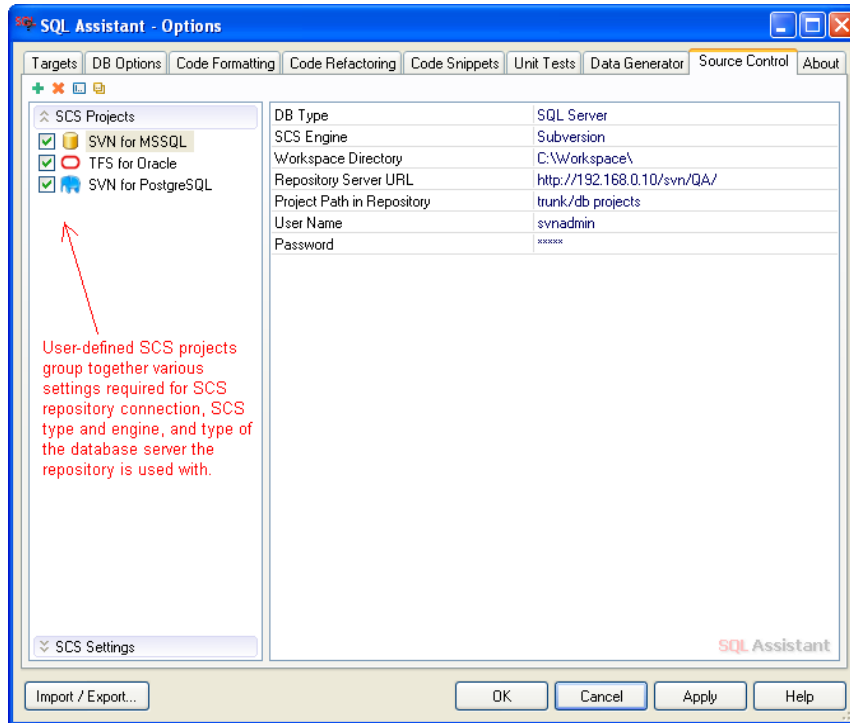 SQL Assistant - Options
Targets DB Options Code Formatting Code Refactoring Code Snippets Unit Tests Data Generator Source Control About
SCS Projects
SVN for MSSQL
TFS for Oracle
SVN for PostgreSQL
DB Type SQL Server
SCS Engine Subversion
Workspace Directory C:\Workspace\
Repository Server URL http://192.168.0.10/svn/QA/
Project Path in Repository trunk/db projects
User Name svnadmin
Password *****
User-defined SCS projects
group together various
settings required for SCS
repository connection, SCS
type and engine, and type of
the database server the
repository is used with.
SCS Settings
SQL Assistant
Import / Export... OK Cancel Apply Help